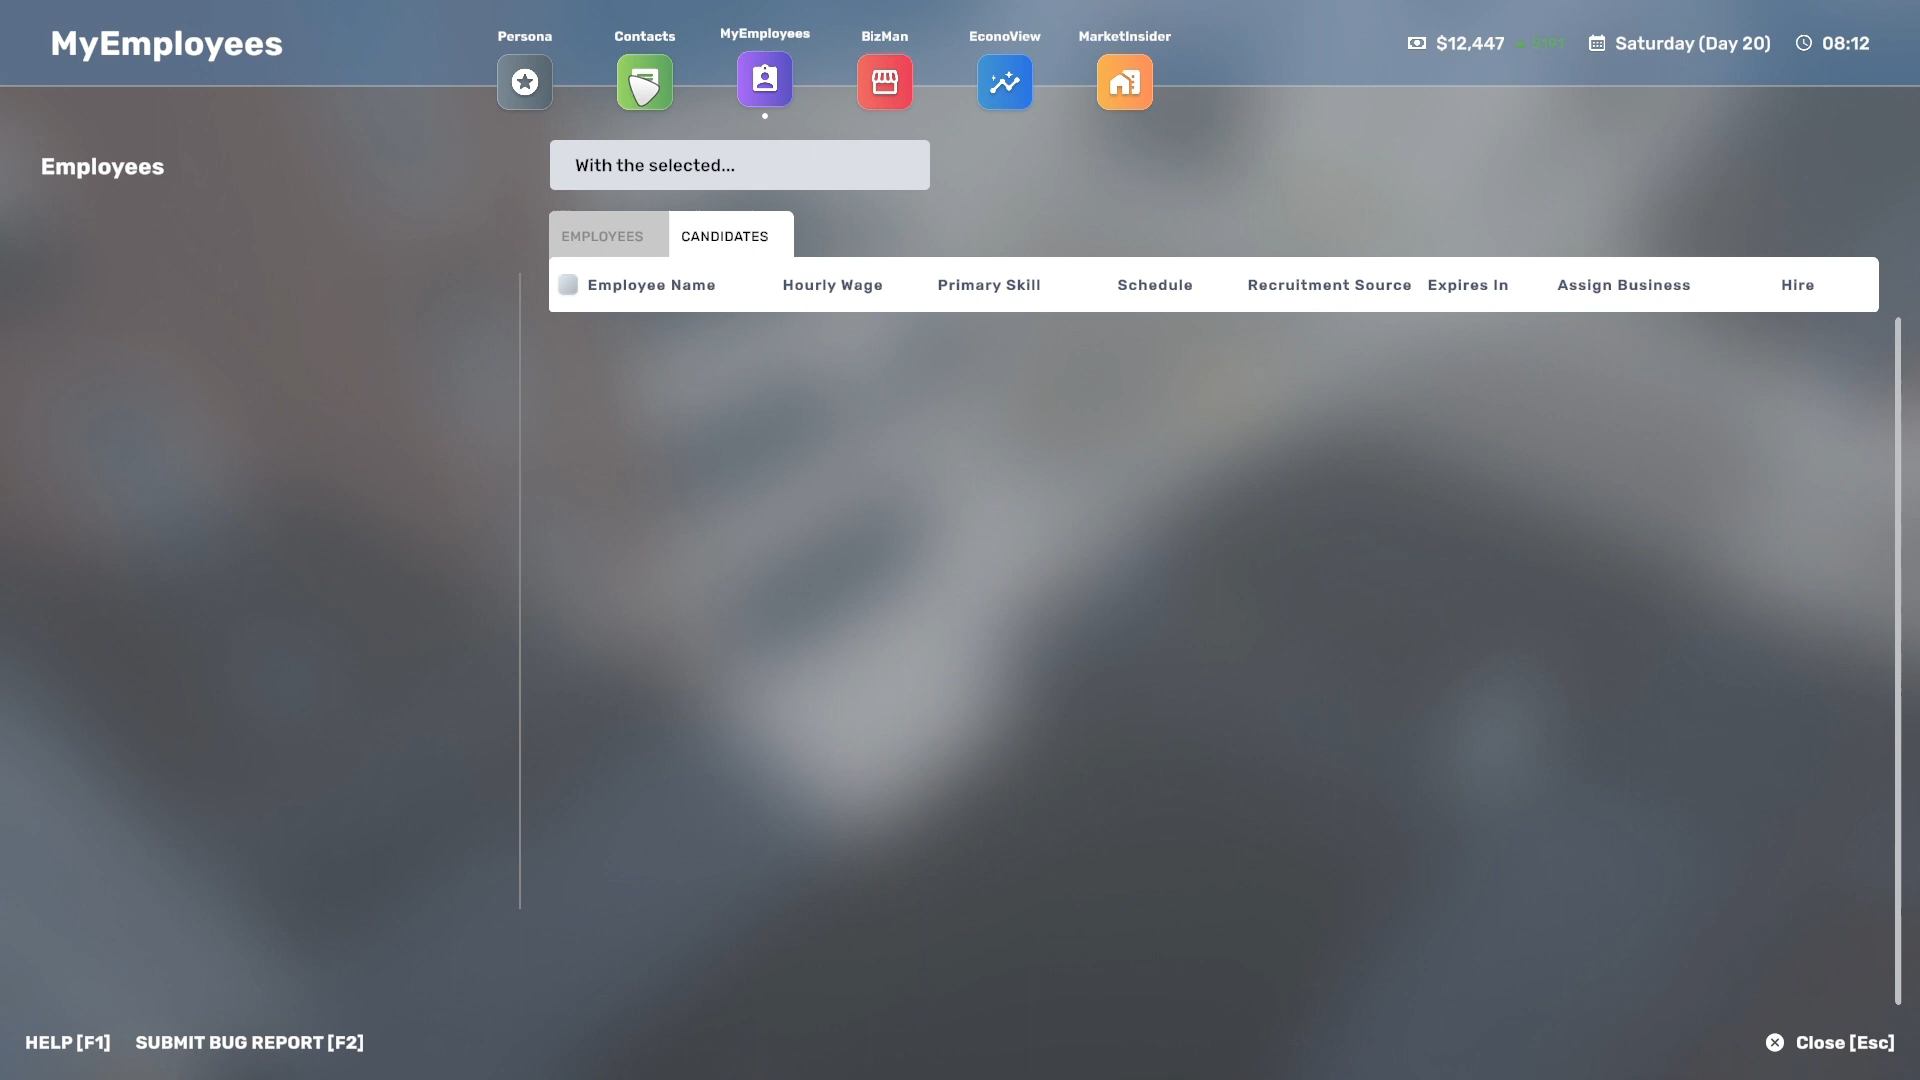 MyEmployees
Persona
Contacts
MyEmployees
BizMan
EconoView
MarketInsider
$12,447
Saturday (Day 20)
08:12
Employees
With the selected...
EMPLOYEES
CANDIDATES
Employee Name
Hourly Wage
Primary Skill
Schedule
Recruitment Source
Expires In
Assign Business
Hire
HELP [F1]
SUBMIT BUG REPORT [F2]
Close [Esc]